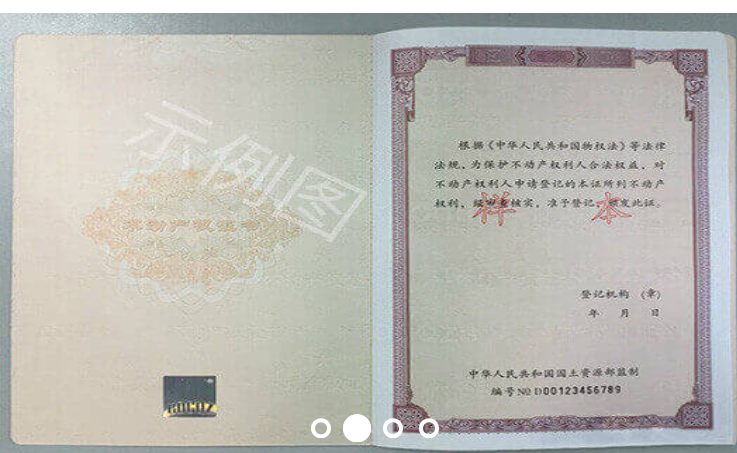 示例图
不动产权证书
根据《中华人民共和国物权法》等法律
法规，为保护不动产权利人合法权益，对
不动产权利人申请登记的本证所列不动产
权利，经审查核实，准予登记，颁发此证。
样本
登记机构（章）
年 月 日
中华人民共和国国土资源部监制
编号 № D00123456789